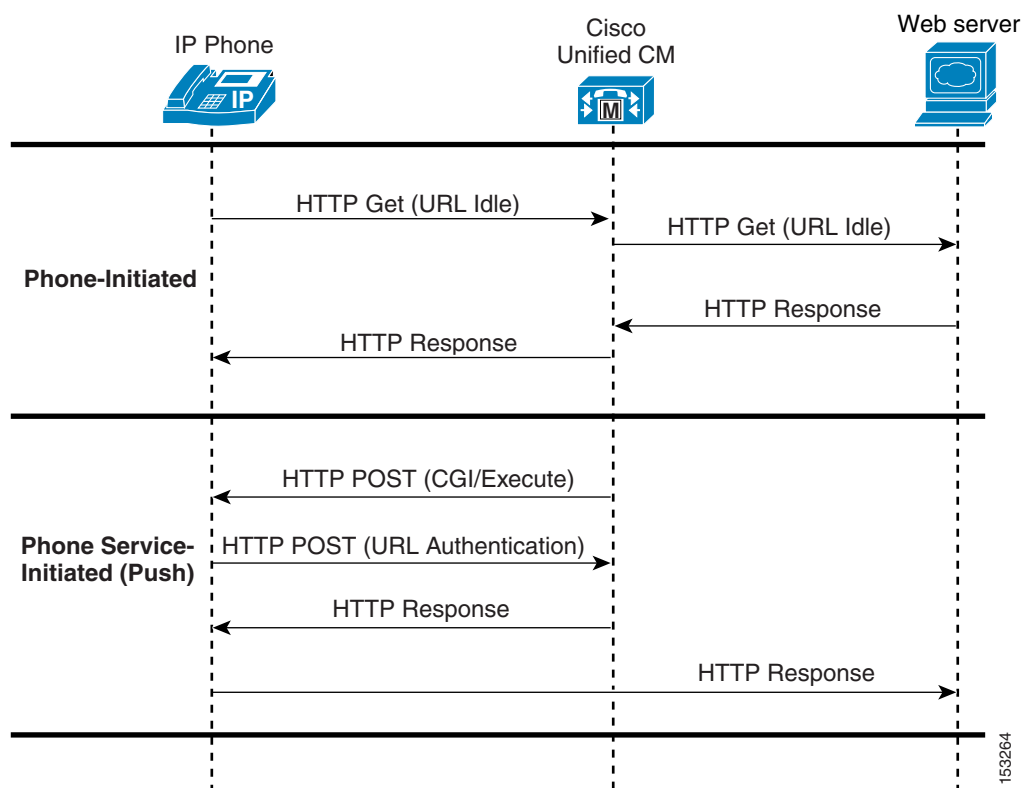 IP Phone
Cisco
Unified CM
Web server
IP
M
HTTP Get (URL Idle)
HTTP Get (URL Idle)
Phone-Initiated
HTTP Response
HTTP Response
HTTP POST (CGI/Execute)
Phone Service-
Initiated (Push)
HTTP POST (URL Authentication)
HTTP Response
HTTP Response
153264